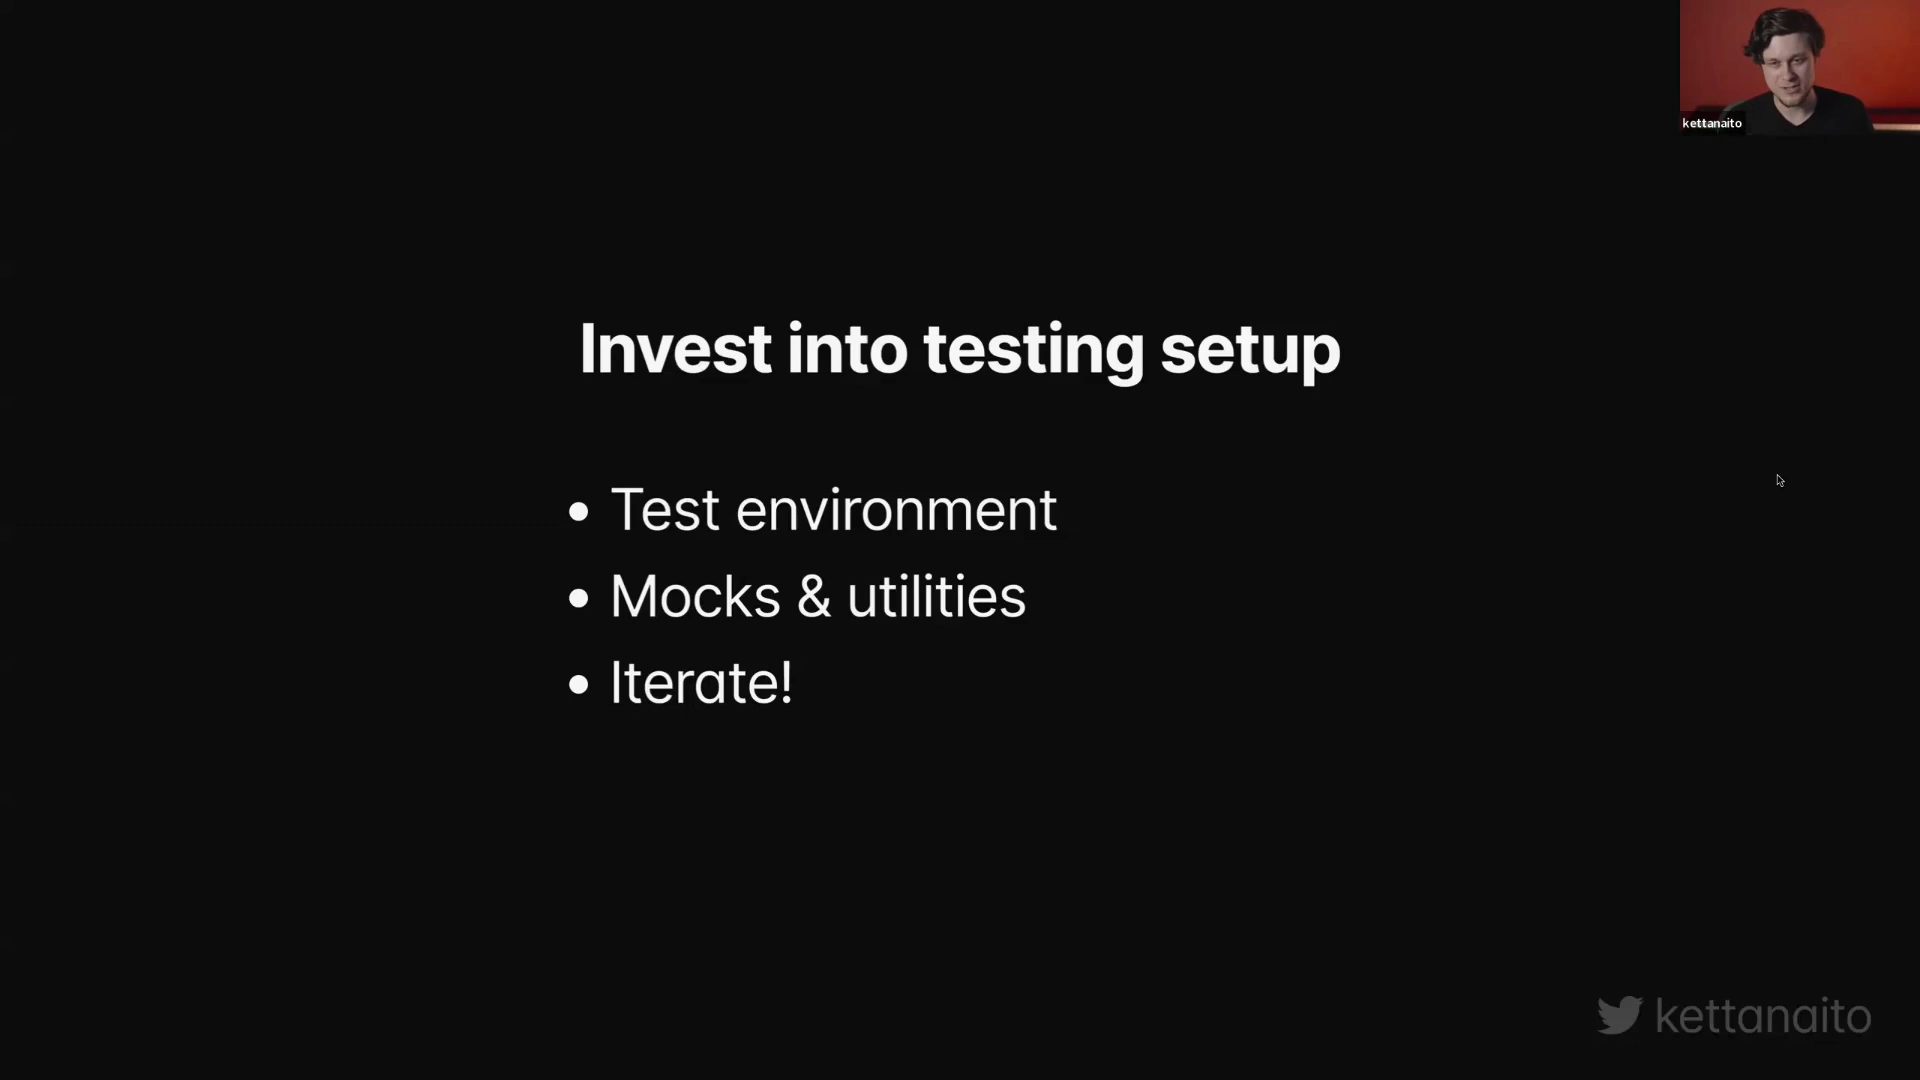 kettanaito
Invest into testing setup
• Test environment
• Mocks & utilities
• Iterate!
kettanaito